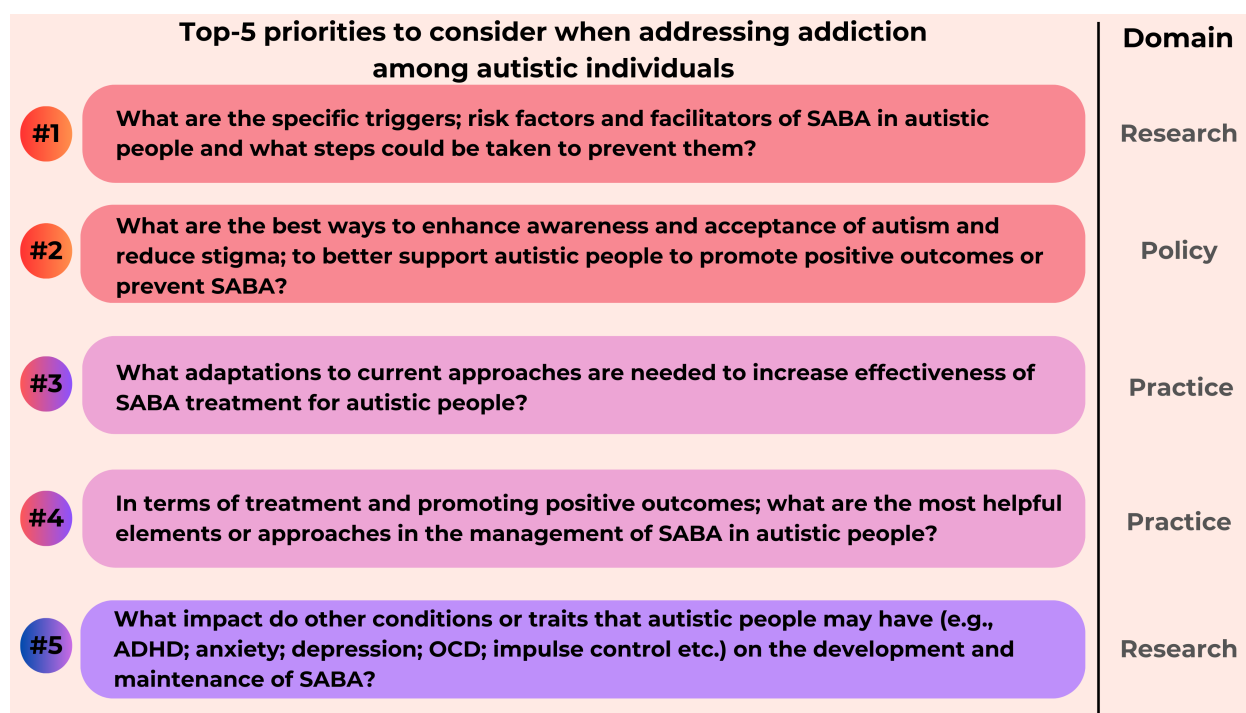 Top-5 priorities to consider when addressing addiction
among autistic individuals
Domain
#1
What are the specific triggers; risk factors and facilitators of SABA in autistic
people and what steps could be taken to prevent them?
Research
#2
What are the best ways to enhance awareness and acceptance of autism and
reduce stigma; to better support autistic people to promote positive outcomes or
prevent SABA?
Policy
#3
What adaptations to current approaches are needed to increase effectiveness of
SABA treatment for autistic people?
Practice
#4
In terms of treatment and promoting positive outcomes; what are the most helpful
elements or approaches in the management of SABA in autistic people?
Practice
#5
What impact do other conditions or traits that autistic people may have (e.g.,
ADHD; anxiety; depression; OCD; impulse control etc.) on the development and
maintenance of SABA?
Research